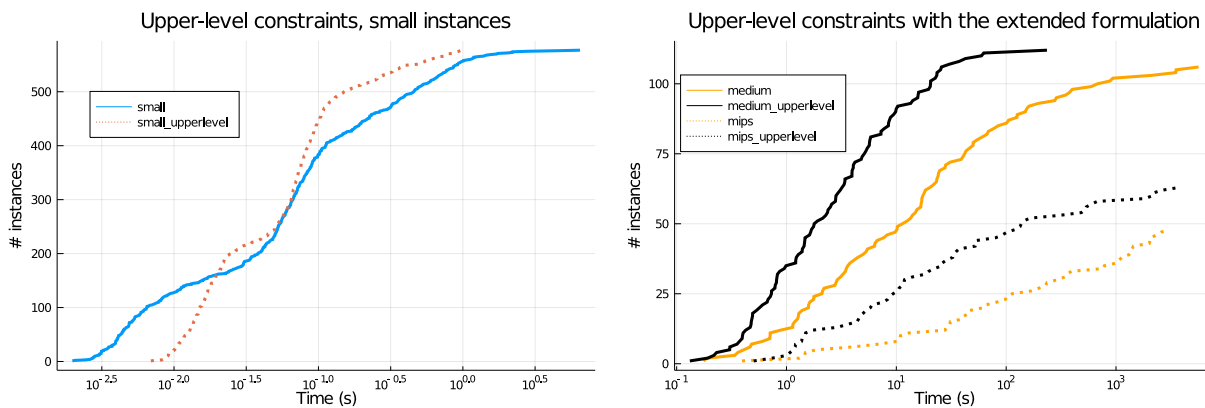 Upper-level constraints, small instances
# instances
500
400
300
200
100
0
small
small_upperlevel
10^-2.5
10^-2.0
10^-1.5
10^-1.0
10^-0.5
10^0.0
10^0.5
Time (s)
Upper-level constraints with the extended formulation
# instances
100
75
50
25
0
medium
medium_upperlevel
mips
mips_upperlevel
10^-1
10^0
10^1
10^2
10^3
Time (s)